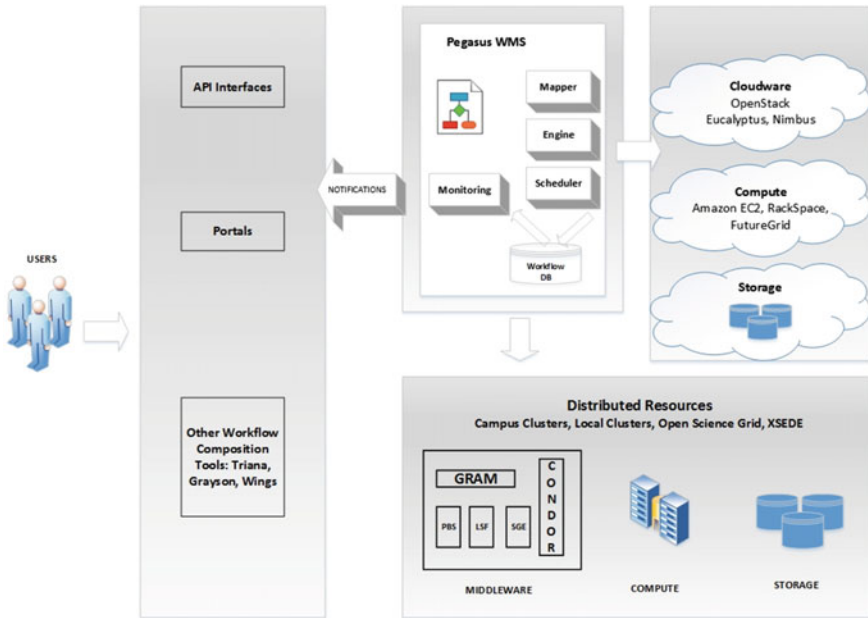 USERS
API Interfaces
Portals
Other Workflow
Composition
Tools: Triana,
Grayson, Wings
NOTIFICATIONS
Pegasus WMS
Mapper
Engine
Scheduler
Monitoring
Workflow
DB
Cloudware
OpenStack
Eucalyptus, Nimbus
Compute
Amazon EC2, RackSpace,
FutureGrid
Storage
Distributed Resources
Campus Clusters, Local Clusters, Open Science Grid, XSEDE
GRAM
PBS
LSF
SGE
CONDOR
MIDDLEWARE
COMPUTE
STORAGE